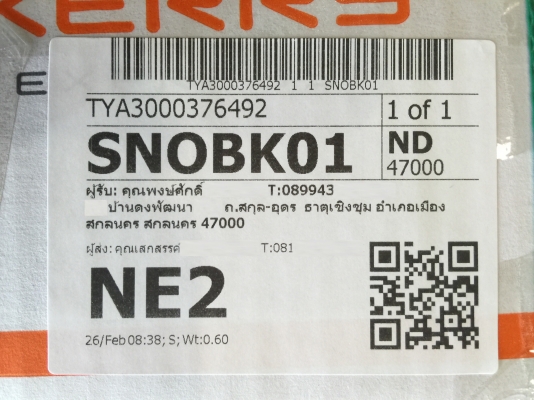 KERRY
EX
TYA3000376492 1 1 SNOBK01
TYA3000376492 1 of 1
SNOBK01 ND
47000
ผู้รับ: คุณพงษ์ศักดิ์ T:089943
บ้านดงพัฒนา ถ.สกุล-อุดร ธาตุเชิงชุม อำเภอเมือง
สกลนคร สกลนคร 47000
ผู้ส่ง: คุณเสกสรรค์ T:081
NE2
26/Feb 08:38; S; Wt:0.60